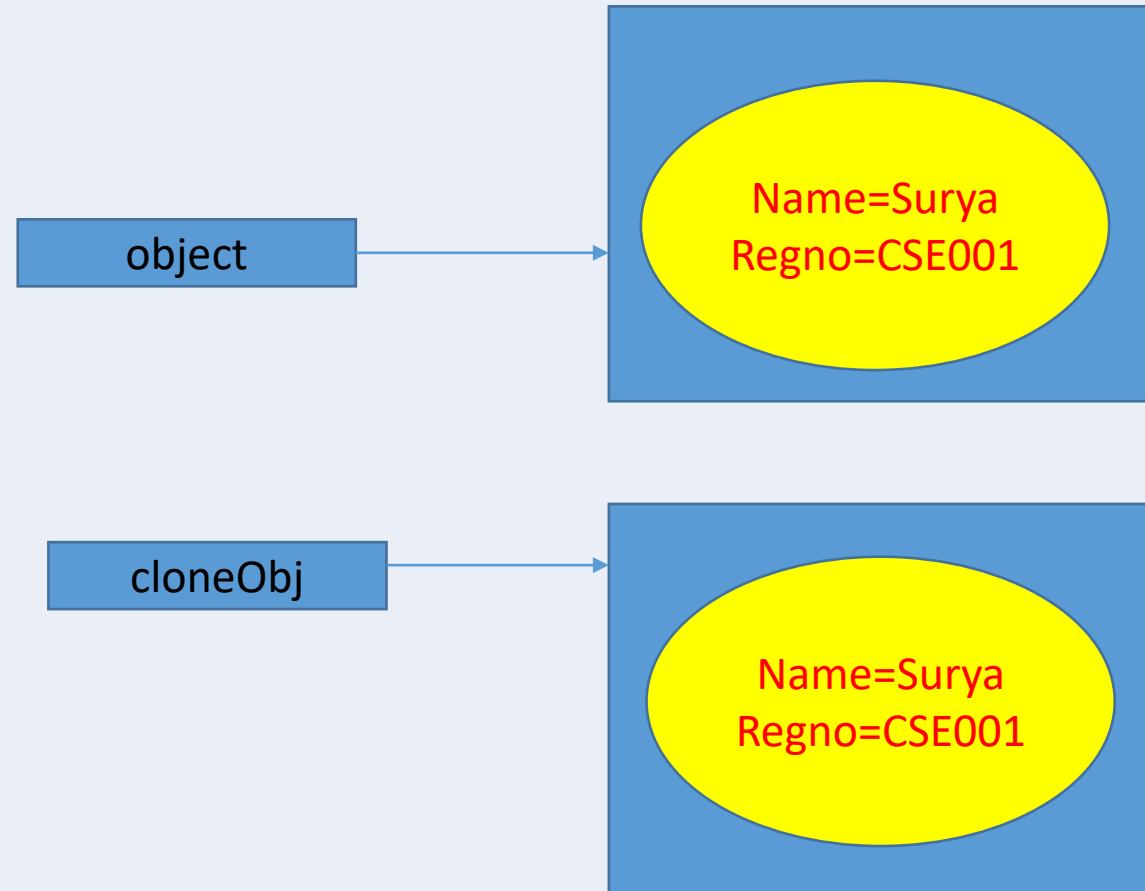 object
Name=Surya
Regno=CSE001
cloneObj
Name=Surya
Regno=CSE001